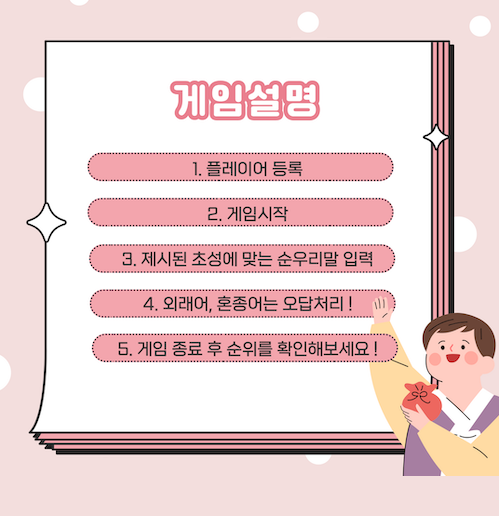 게임설명
1. 플레이어 등록
2. 게임시작
3. 제시된 초성에 맞는 순우리말 입력
4. 외래어, 혼종어는 오답처리 !
5. 게임 종료 후 순위를 확인해보세요 !